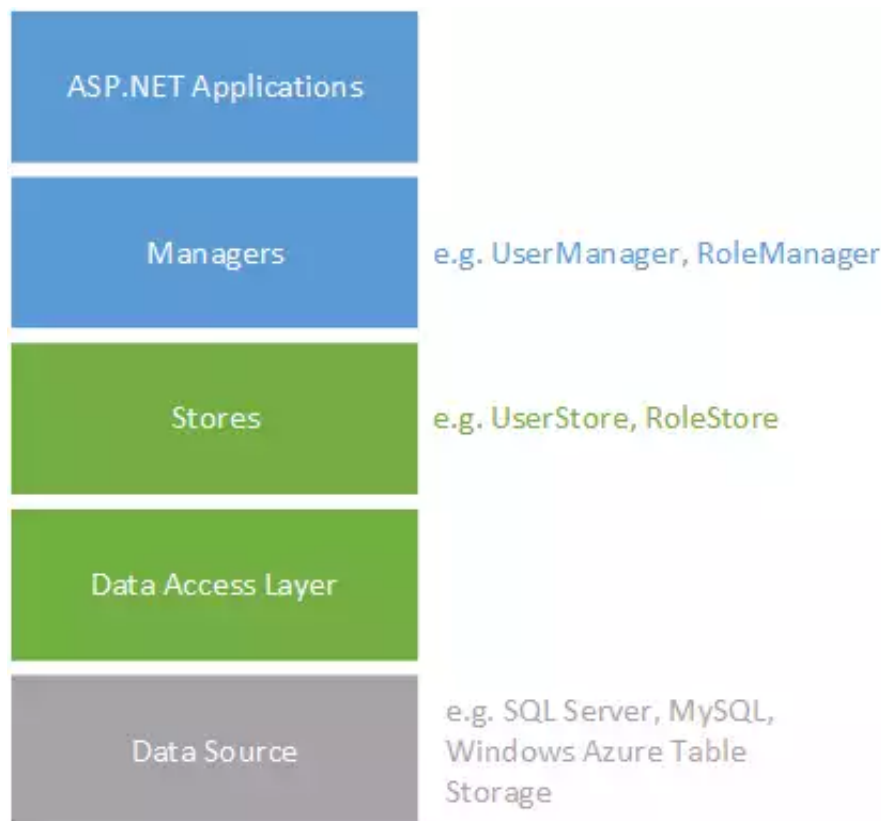 ASP.NET Applications
Managers
e.g. UserManager, RoleManager
Stores
e.g. UserStore, RoleStore
Data Access Layer
Data Source
e.g. SQL Server, MySQL,
Windows Azure Table
Storage